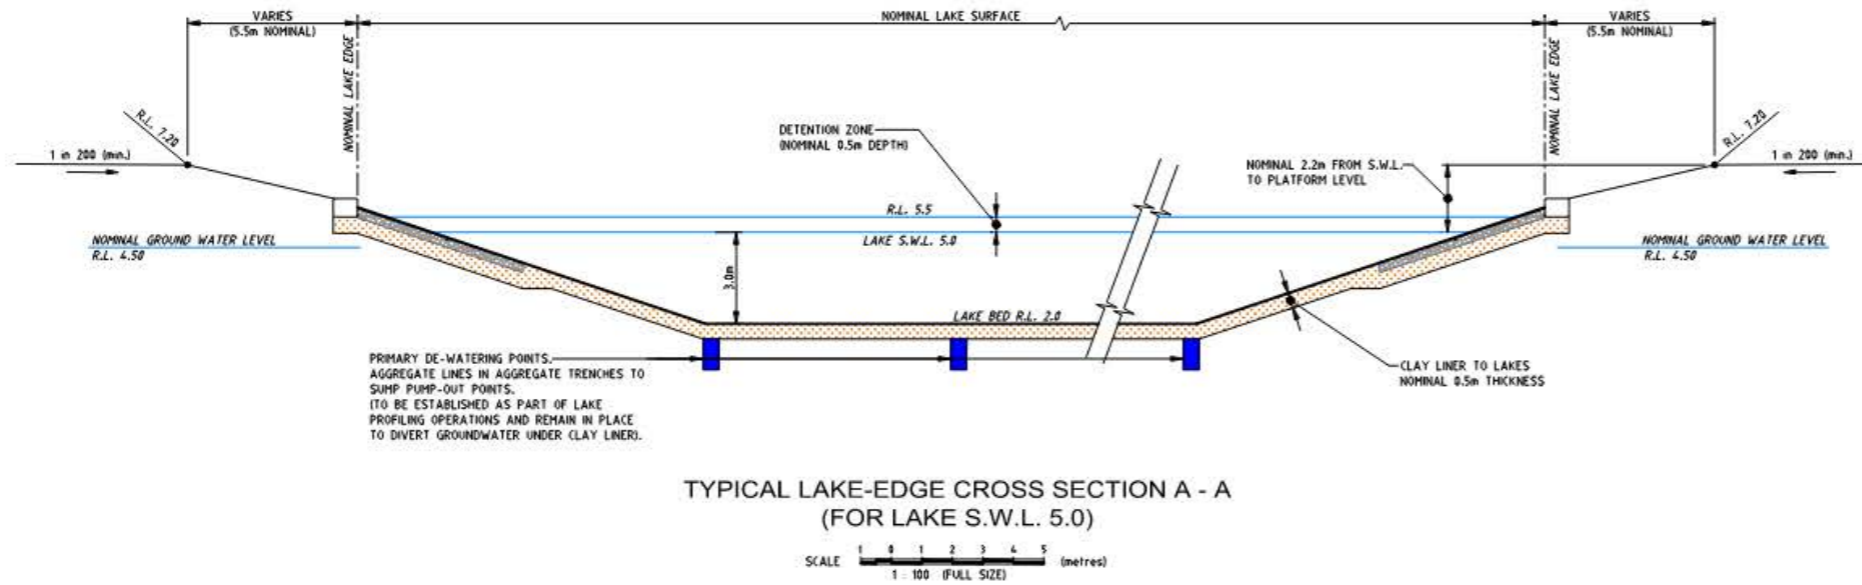 VARIES
(5.5m NOMINAL)
NOMINAL LAKE SURFACE
VARIES
(5.5m NOMINAL)
NOMINAL LAKE EDGE
NOMINAL LAKE EDGE
R.L. 7.20
R.L. 7.20
1 in 200 (min.)
1 in 200 (min.)
DETENTION ZONE
(NOMINAL 0.5m DEPTH)
NOMINAL 2.2m FROM S.W.L.
TO PLATFORM LEVEL
R.L. 5.5
LAKE S.W.L. 5.0
NOMINAL GROUND WATER LEVEL
R.L. 4.50
NOMINAL GROUND WATER LEVEL
R.L. 4.50
3.0m
LAKE BED R.L. 2.0
PRIMARY DE-WATERING POINTS.
AGGREGATE LINES IN AGGREGATE TRENCHES TO
SUMP PUMP-OUT POINTS.
(TO BE ESTABLISHED AS PART OF LAKE
PROFILING OPERATIONS AND REMAIN IN PLACE
TO DIVERT GROUNDWATER UNDER CLAY LINER).
CLAY LINER TO LAKES
NOMINAL 0.5m THICKNESS
TYPICAL LAKE-EDGE CROSS SECTION A - A
(FOR LAKE S.W.L. 5.0)
SCALE 1 0 1 2 3 4 5 (metres)
1 : 100 (FULL SIZE)